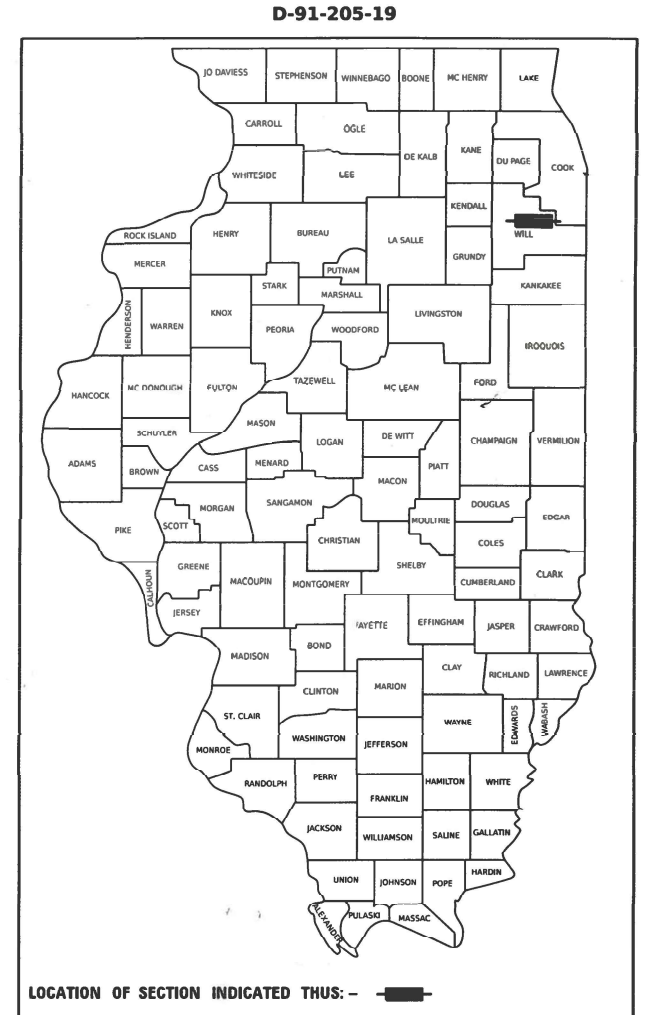 D-91-205-19
JO DAVIESS
STEPHENSON
WINNEBAGO
BOONE
MC HENRY
LAKE
CARROLL
OGLE
DE KALB
KANE
DU PAGE
COOK
WHITESIDE
LEE
KENDALL
ROCK ISLAND
HENRY
BUREAU
LA SALLE
WILL
MERCER
PUTNAM
GRUNDY
STARK
MARSHALL
KANKAKEE
HENDERSON
WARREN
KNOX
PEORIA
WOODFORD
LIVINGSTON
IROQUOIS
HANCOCK
MC DONOUGH
FULTON
TAZEWELL
MC LEAN
FORD
SCHUYLER
MASON
LOGAN
DE WITT
CHAMPAIGN
VERMILION
ADAMS
BROWN
CASS
MENARD
MACON
PIATT
PIKE
SCOTT
MORGAN
SANGAMON
CHRISTIAN
MOULTRIE
DOUGLAS
EDGAR
COLES
CALHOUN
GREENE
MACOUPIN
MONTGOMERY
SHELBY
CUMBERLAND
CLARK
JERSEY
BOND
FAYETTE
EFFINGHAM
JASPER
CRAWFORD
MADISON
CLINTON
MARION
CLAY
RICHLAND
LAWRENCE
ST. CLAIR
WASHINGTON
JEFFERSON
WAYNE
EDWARDS
WABASH
MONROE
RANDOLPH
PERRY
FRANKLIN
HAMILTON
WHITE
JACKSON
WILLIAMSON
SALINE
GALLATIN
UNION
JOHNSON
POPE
HARDIN
ALEXANDER
PULASKI
MASSAC
LOCATION OF SECTION INDICATED THUS: -